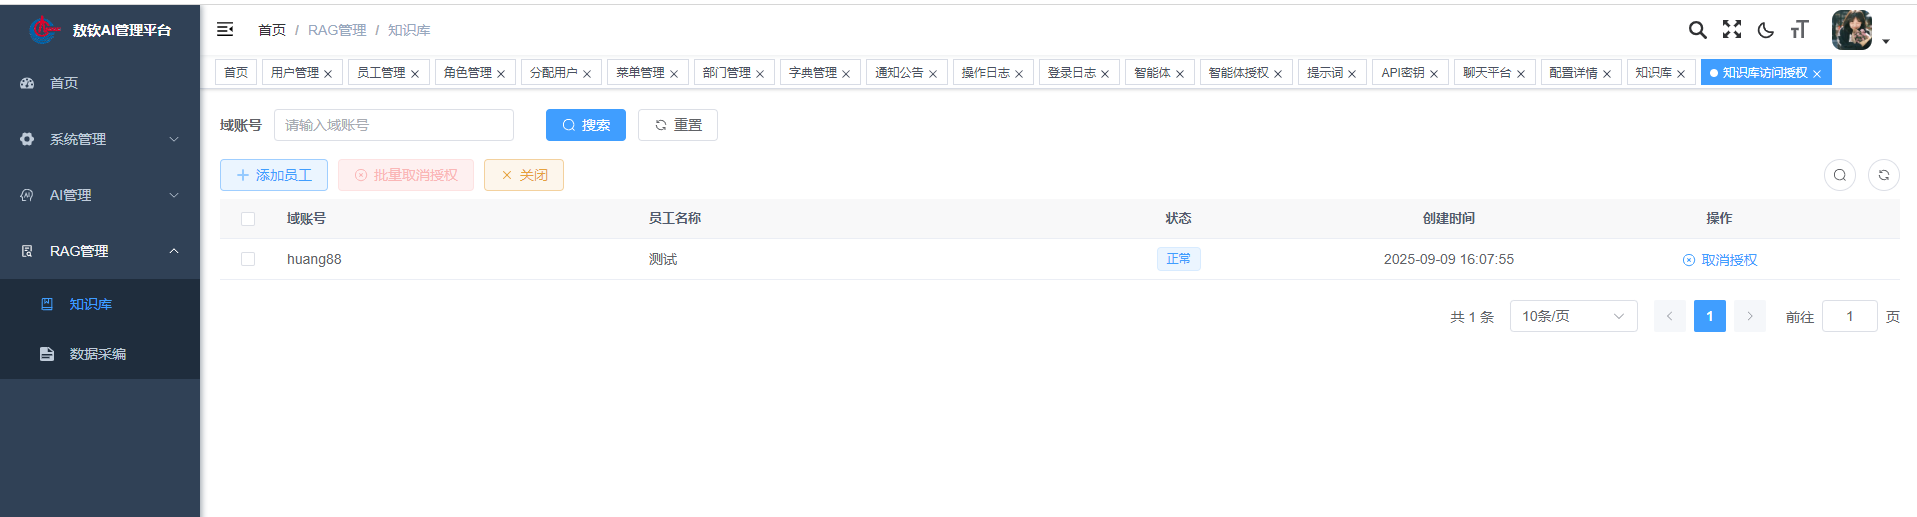 敖钦AI管理平台
首页 / RAG管理 / 知识库
首页 用户管理 员工管理 角色管理 分配用户 菜单管理 部门管理 字典管理 通知公告 操作日志 登录日志 智能体 智能体授权 提示词 API密钥 聊天平台 配置详情 知识库 知识库访问授权
首页
系统管理
AI管理
RAG管理
知识库
数据采编
域账号 请输入域账号 搜索 重置
添加员工 批量取消授权 关闭
域账号 员工名称 状态 创建时间 操作
huang88 测试 正常 2025-09-09 16:07:55 取消授权
共 1 条 10条/页 1 前往 1 页